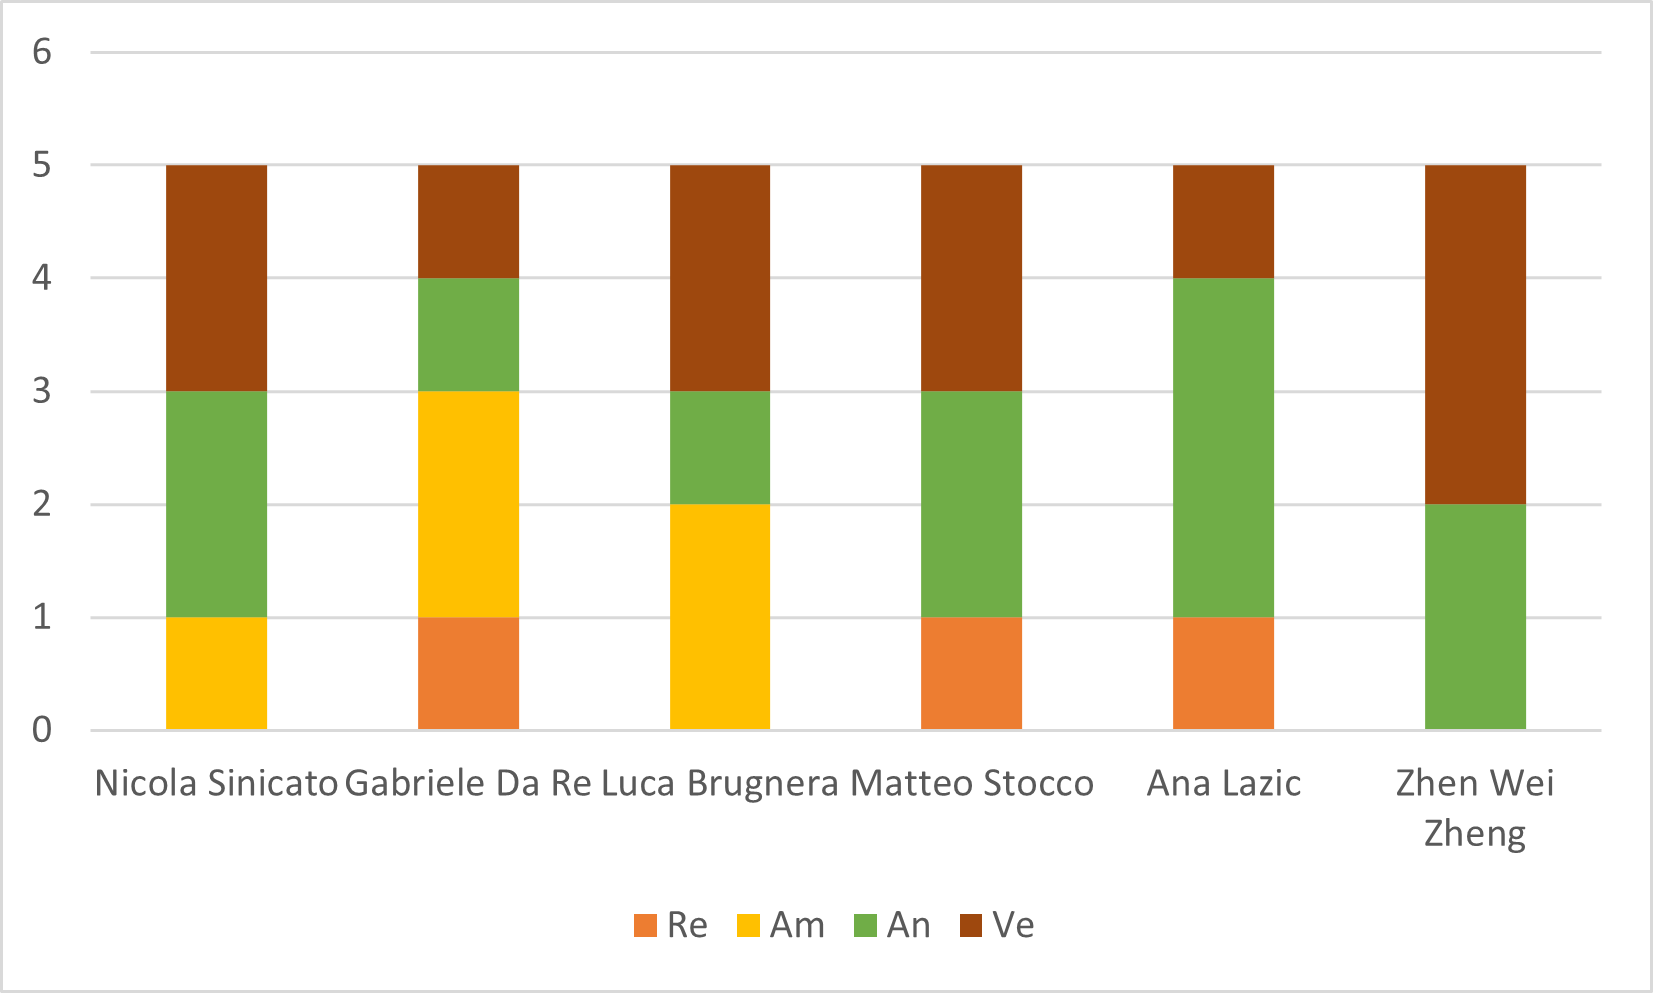 6
5
4
3
2
1
0
Nicola Sinicato Gabriele Da Re Luca Brugnera Matteo Stocco Ana Lazic Zhen Wei
Zheng
Re Am An Ve